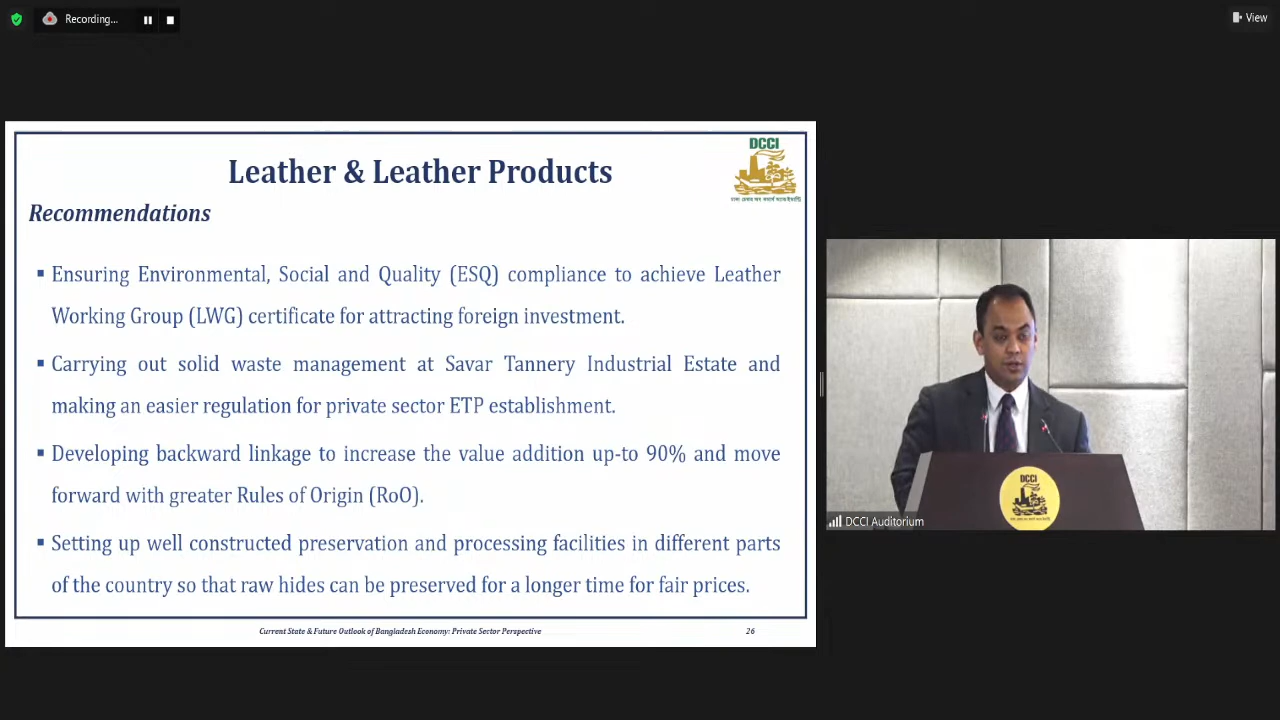 Recording...
View
DCCI
Leather & Leather Products
Recommendations
▪ Ensuring Environmental, Social and Quality (ESQ) compliance to achieve Leather
Working Group (LWG) certificate for attracting foreign investment.
▪ Carrying out solid waste management at Savar Tannery Industrial Estate and
making an easier regulation for private sector ETP establishment.
▪ Developing backward linkage to increase the value addition up-to 90% and move
forward with greater Rules of Origin (RoO).
▪ Setting up well constructed preservation and processing facilities in different parts
of the country so that raw hides can be preserved for a longer time for fair prices.
Current State & Future Outlook of Bangladesh Economy: Private Sector Perspective
26
DCCI
DCCI Auditorium